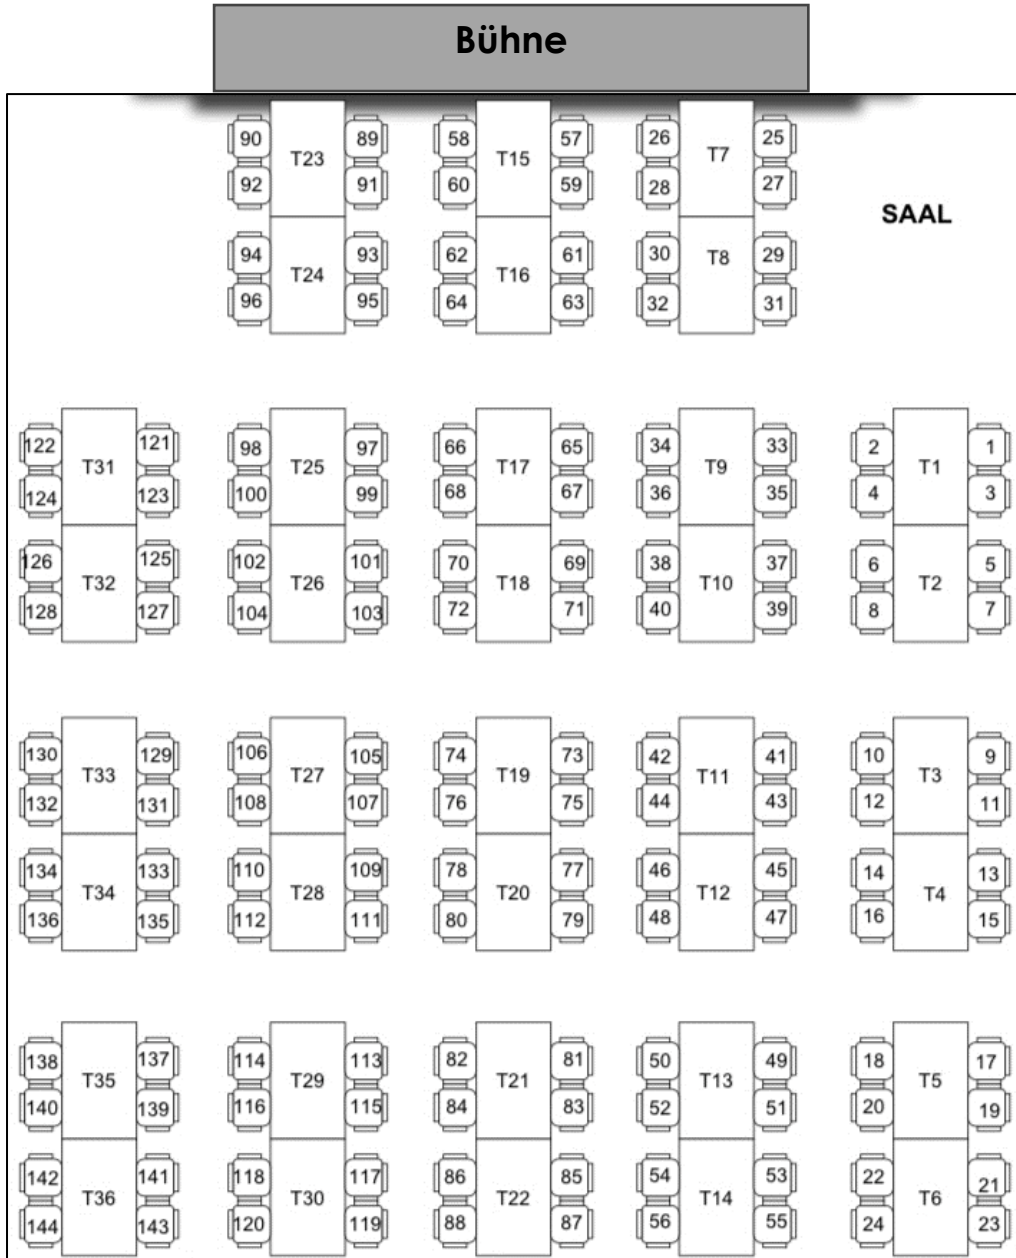 Bühne
90 T23 89 58 T15 57 26 T7 25
92 91 60 59 28 27
SAAL
94 T24 93 62 T16 61 30 T8 29
96 95 64 63 32 31
122 T31 121 98 T25 97 66 T17 65 34 T9 33 2 T1 1
124 123 100 99 68 67 36 35 4 3
126 T32 125 102 T26 101 70 T18 69 38 T10 37 6 T2 5
128 127 104 103 72 71 40 39 8 7
130 T33 129 106 T27 105 74 T19 73 42 T11 41 10 T3 9
132 131 108 107 76 75 44 43 12 11
134 T34 133 110 T28 109 78 T20 77 46 T12 45 14 T4 13
136 135 112 111 80 79 48 47 16 15
138 T35 137 114 T29 113 82 T21 81 50 T13 49 18 T5 17
140 139 116 115 84 83 52 51 20 19
142 T36 141 118 T30 117 86 T22 85 54 T14 53 22 T6 21
144 143 120 119 88 87 56 55 24 23